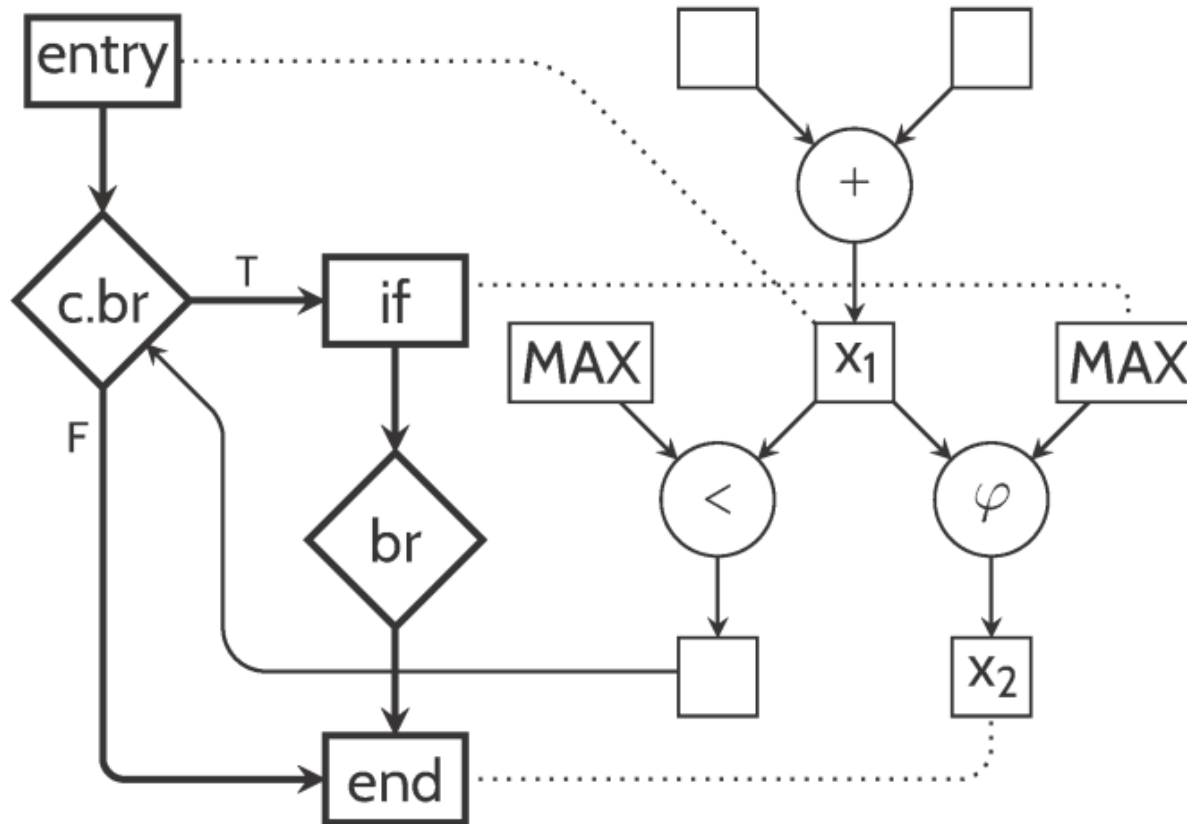 entry
+
c.br
T
if
MAX
x₁
MAX
F
<
φ
br
x₂
end